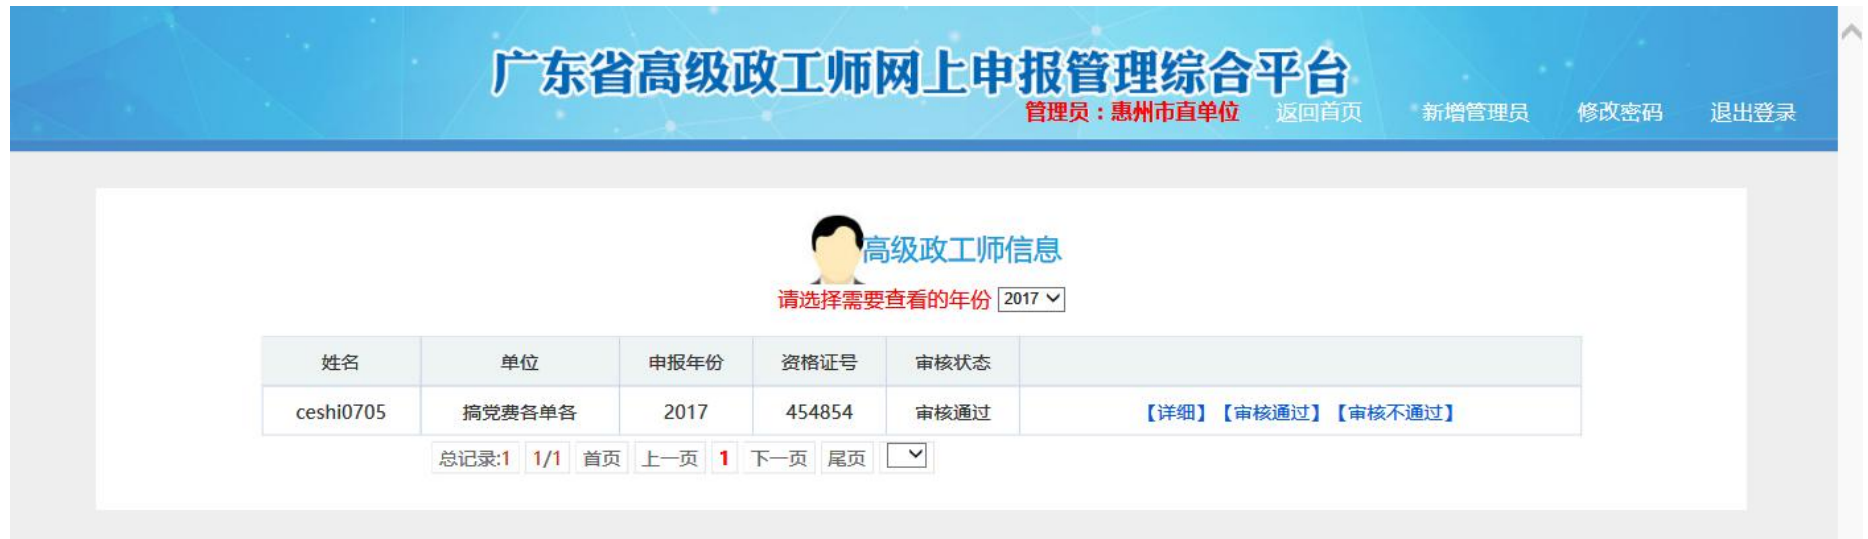 广东省高级政工师网上申报管理综合平台
管理员：惠州市直单位 返回首页 新增管理员 修改密码 退出登录
高级政工师信息
请选择需要查看的年份 2017
姓名 单位 申报年份 资格证号 审核状态
ceshi0705 搞党费各单各 2017 454854 审核通过 【详细】【审核通过】【审核不通过】
总记录:1 1/1 首页 上一页 1 下一页 尾页